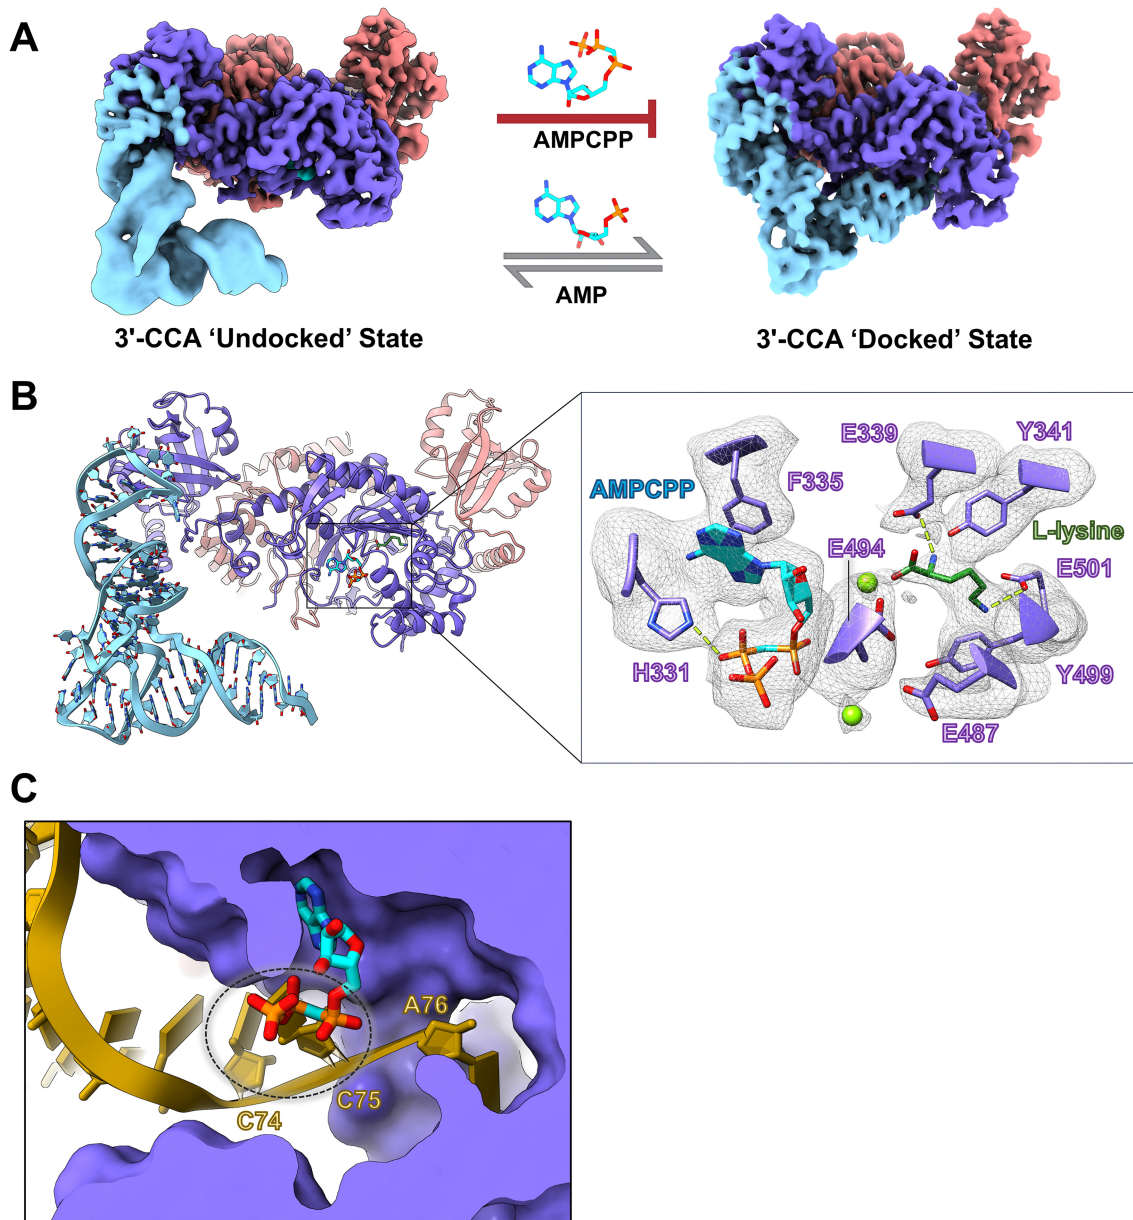 A
AMPCPP
AMP
3'-CCA 'Undocked' State
3'-CCA 'Docked' State
B
E339
Y341
AMPCPP
F335
L-lysine
E494
E501
H331
Y499
E487
C
A76
C75
C74